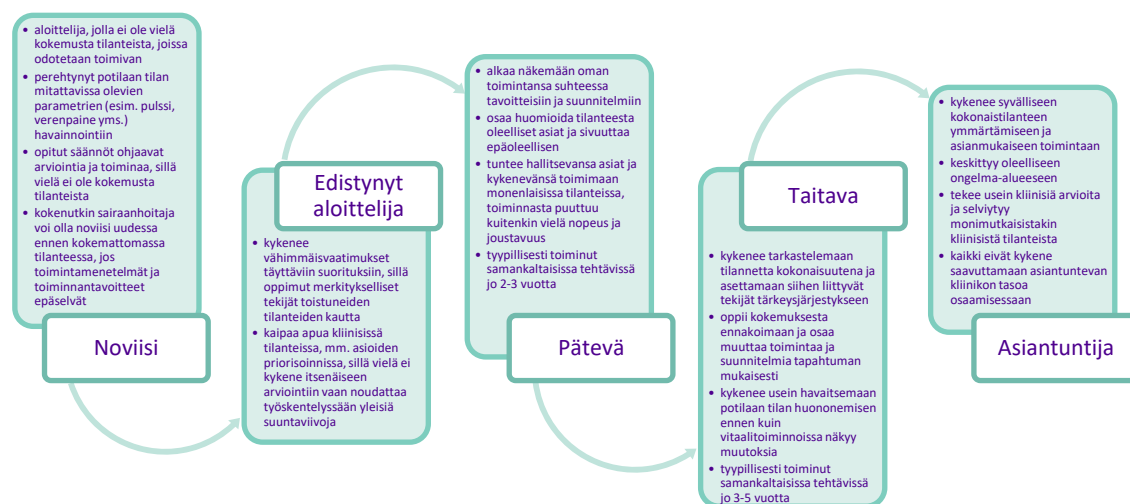 • aloittelija, jolla ei ole vielä
kokemusta tilanteista, joissa
odotetaan toimivan
• perehtynyt potilaan tilan
mitattavissa olevien
parametrien (esim. pulssi,
verenpaine yms.)
havainnointiin
• opitut säännöt ohjaavat
arviointia ja toiminaa, sillä
vielä ei ole kokemusta
tilanteista
• kokenutkin sairaanhoitaja
voi olla noviisi uudessa
ennen kokemattomassa
tilanteessa, jos
toimintamenetelmät ja
toiminnantavoitteet
epäselvät
Noviisi
Edistynyt
aloittelija
• kykenee
vähimmäisvaatimukset
täyttäviin suorituksiin, sillä
oppimut merkitykselliset
tekijät toistuneiden
tilanteiden kautta
• kaipaa apua kliinisissä
tilanteissa, mm. asioiden
priorisoinnissa, sillä vielä ei
kykene itsenäiseen
arviointiin vaan noudattaa
työskentelyssään yleisiä
suuntaviivoja
• alkaa näkemään oman
toimintansa suhteessa
tavoitteisiin ja suunnitelmiin
• osaa huomioida tilanteesta
oleelliset asiat ja sivuuttaa
epäoleellisen
• tuntee hallitsevansa asiat ja
kykenevänsä toimimaan
monenlaisissa tilanteissa,
toiminnasta puuttuu
kuitenkin vielä nopeus ja
joustavuus
• tyypillisesti toiminut
samankaltaisissa tehtävissä
jo 2-3 vuotta
Pätevä
Taitava
• kykenee tarkastelemaan
tilannetta kokonaisuutena ja
asettamaan siihen liittyvät
tekijät tärkeysjärjestykseen
• oppii kokemuksesta
ennakoimaan ja osaa
muuttaa toimintaa ja
suunnitelmia tapahtuman
mukaisesti
• kykenee usein havaitsemaan
potilaan tilan huononemisen
ennen kuin
vitaalitoiminnoissa näkyy
muutoksia
• tyypillisesti toiminut
samankaltaisissa tehtävissä
jo 3-5 vuotta
• kykenee syvälliseen
kokonaistilanteen
ymmärtämiseen ja
asianmukaiseen toimintaan
• keskittyy oleelliseen
ongelma-alueeseen
• tekee usein kliinisiä arvioita
ja selviytyy
monimutkaisistakin
kliinisistä tilanteista
• kaikki eivät kykene
saavuttamaan asiantuntevan
kliinikon tasoa
osaamisessaan
Asiantuntija